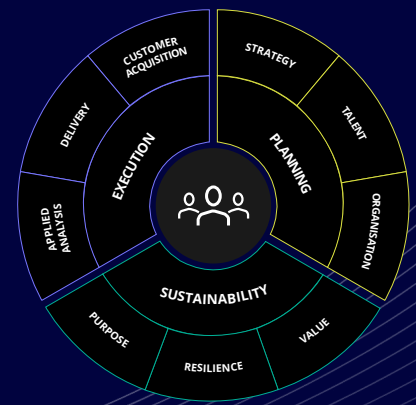 CUSTOMER
ACQUISITION
STRATEGY
DELIVERY
TALENT
EXECUTION
PLANNING
APPLIED
ANALYSIS
ORGANISATION
SUSTAINABILITY
PURPOSE
RESILIENCE
VALUE